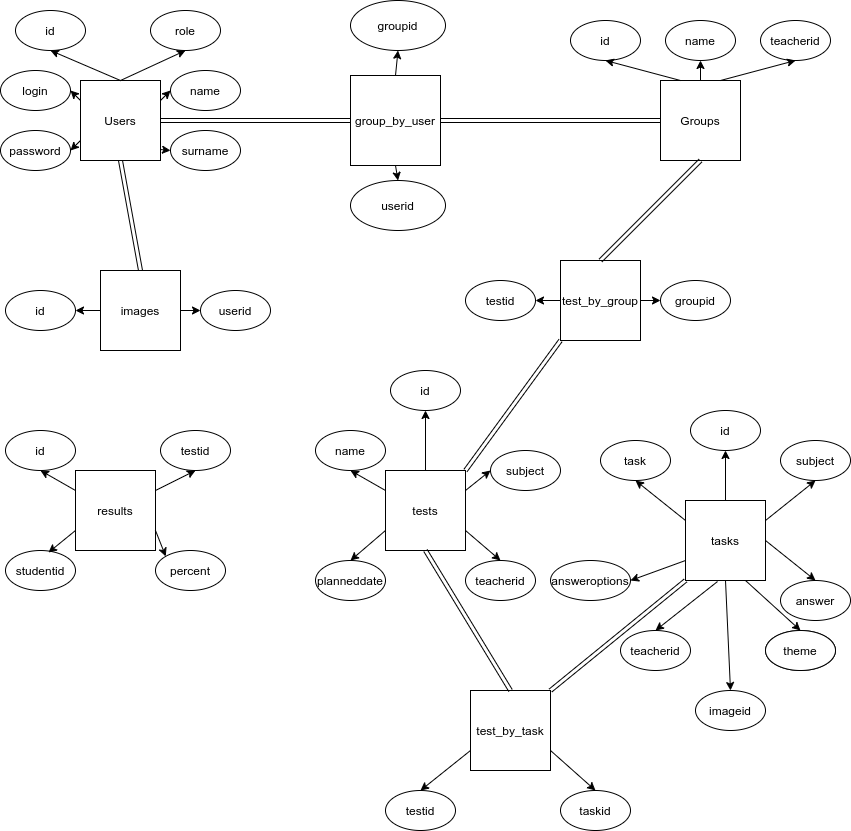 id
role
groupid
id
name
teacherid
login
name
Users
group_by_user
Groups
password
surname
userid
id
images
userid
testid
test_by_group
groupid
id
id
testid
name
subject
id
task
subject
results
tests
tasks
studentid
percent
planneddate
teacherid
answeroptions
answer
teacherid
theme
imageid
test_by_task
testid
taskid